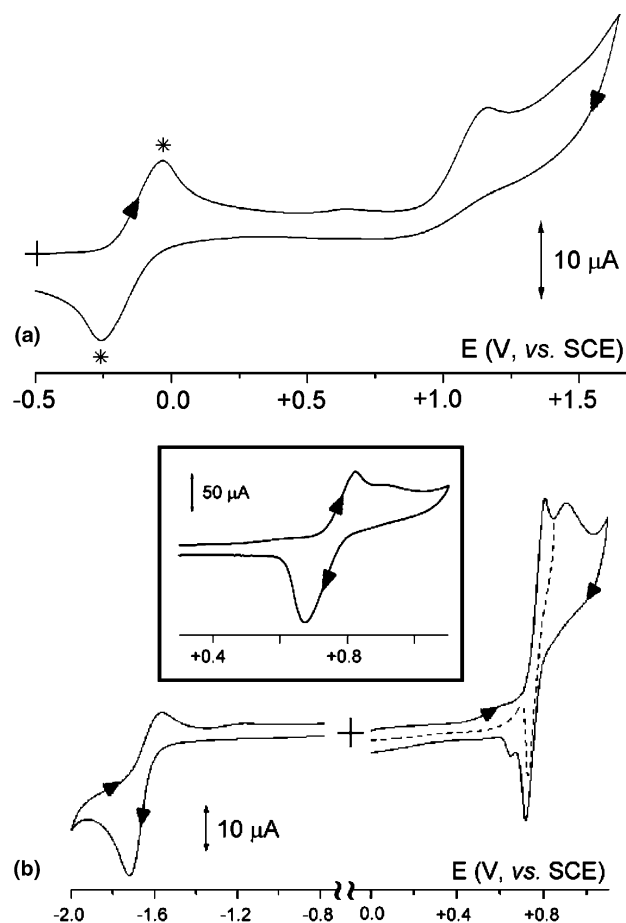 *
10 μA
*
(a)
E (V, vs. SCE)
-0.5 0.0 +0.5 +1.0 +1.5
50 μA
+0.4 +0.8
10 μA
(b)
E (V, vs. SCE)
-2.0 -1.6 -1.2 -0.8 0.0 +0.4 +0.8